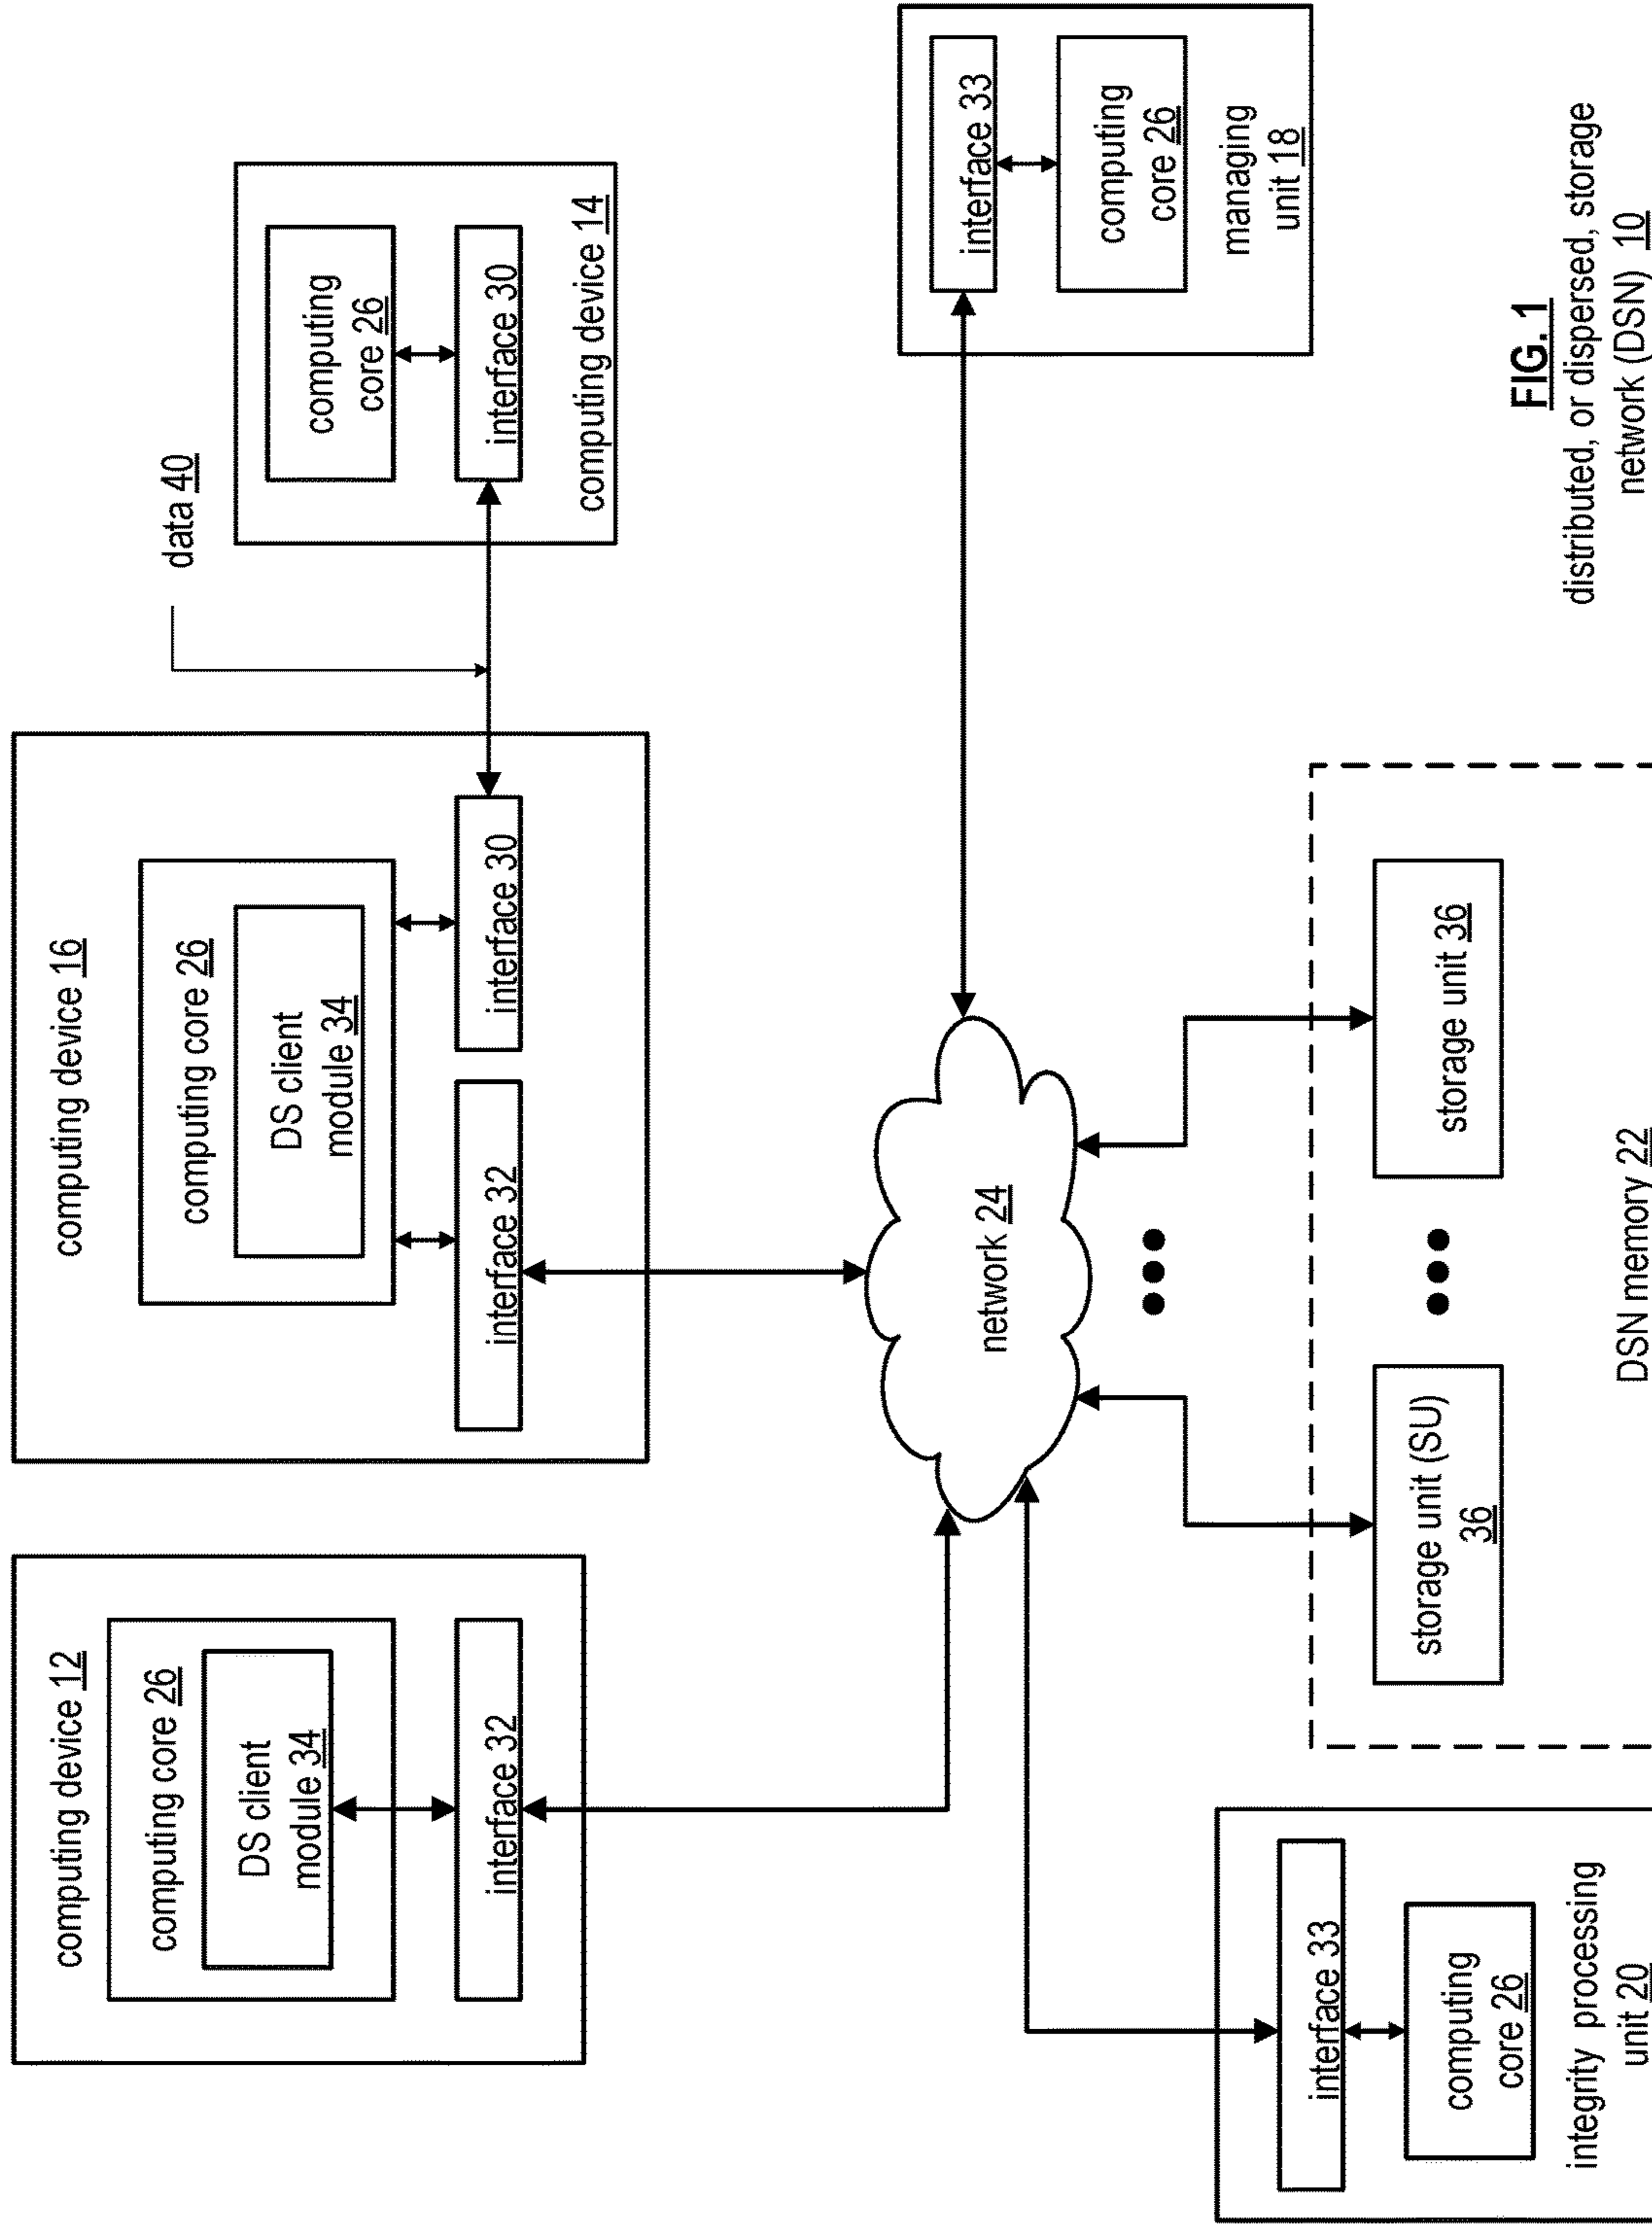 computing device 12
computing core 26
DS client
module 34
interface 32
computing device 16
computing core 26
DS client
module 34
interface 32
interface 30
data 40
computing
core 26
interface 30
computing device 14
network 24
interface 33
computing
core 26
managing
unit 18
interface 33
computing
core 26
integrity processing
unit 20
storage unit (SU)
36
storage unit 36
DSN memory 22
FIG. 1
distributed, or dispersed, storage
network (DSN) 10